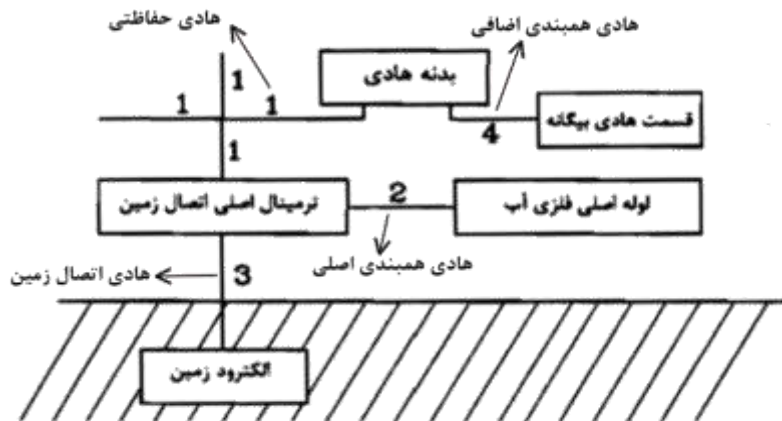 هادی حفاظتی
هادی همبندی اضافی
بدنه هادی
1
1
1
4
قسمت هادی بیگانه
1
ترمینال اصلی اتصال زمین
2
لوله اصلی فلزی آب
هادی همبندی اصلی
هادی اتصال زمین
3
الکترود زمین